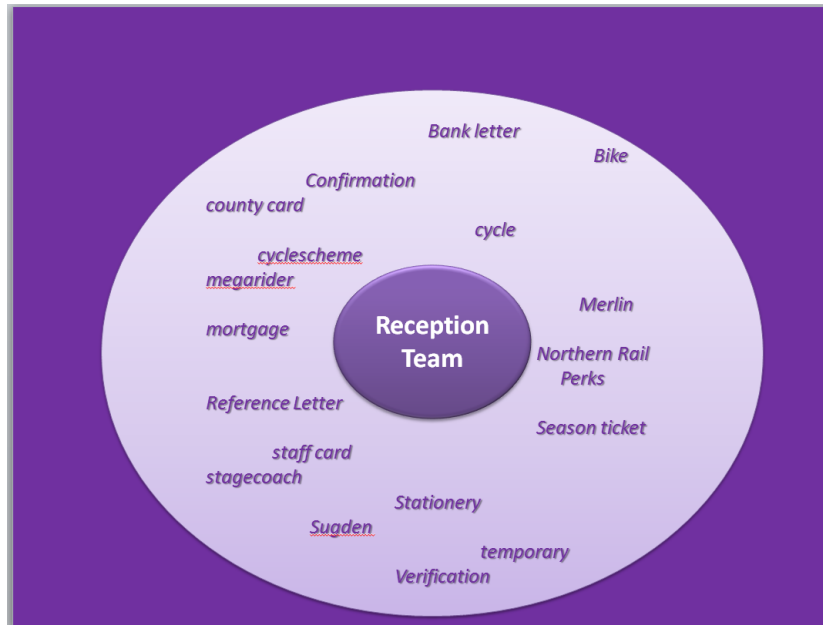 Bank letter
Bike
Confirmation
county card
cycle
cyclescheme
megarider
Merlin
Reception
Team
mortgage
Northern Rail
Perks
Reference Letter
Season ticket
staff card
stagecoach
Stationery
Sugden
temporary
Verification